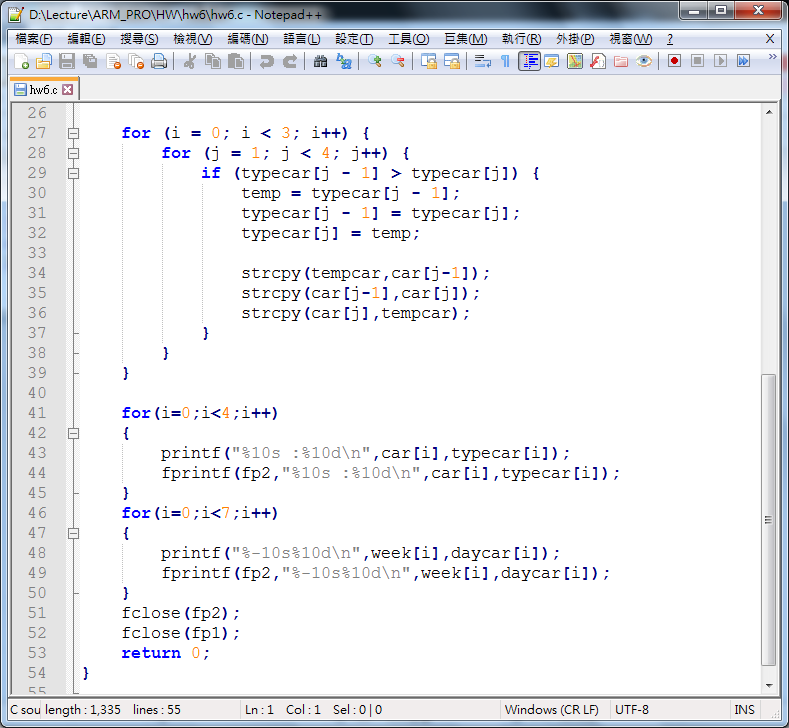 D:\Lecture\ARM_PRO\HW\hw6\hw6.c - Notepad++
檔案(F) 編輯(E) 搜尋(S) 檢視(V) 編碼(N) 語言(L) 設定(T) 工具(O) 巨集(M) 執行(R) 外掛(P) 視窗(W) ? X
hw6.c
26
27 for (i = 0; i < 3; i++) {
28 for (j = 1; j < 4; j++) {
29 if (typecar[j - 1] > typecar[j]) {
30 temp = typecar[j - 1];
31 typecar[j - 1] = typecar[j];
32 typecar[j] = temp;
33
34 strcpy(tempcar,car[j-1]);
35 strcpy(car[j-1],car[j]);
36 strcpy(car[j],tempcar);
37 }
38 }
39 }
40
41 for(i=0;i<4;i++)
42 {
43 printf("%10s :%10d\n",car[i],typecar[i]);
44 fprintf(fp2,"%10s :%10d\n",car[i],typecar[i]);
45 }
46 for(i=0;i<7;i++)
47 {
48 printf("%-10s%10d\n",week[i],daycar[i]);
49 fprintf(fp2,"%-10s%10d\n",week[i],daycar[i]);
50 }
51 fclose(fp2);
52 fclose(fp1);
53 return 0;
54 }
55
C sou length : 1,335 lines : 55 Ln : 1 Col : 1 Sel : 0 | 0 Windows (CR LF) UTF-8 INS